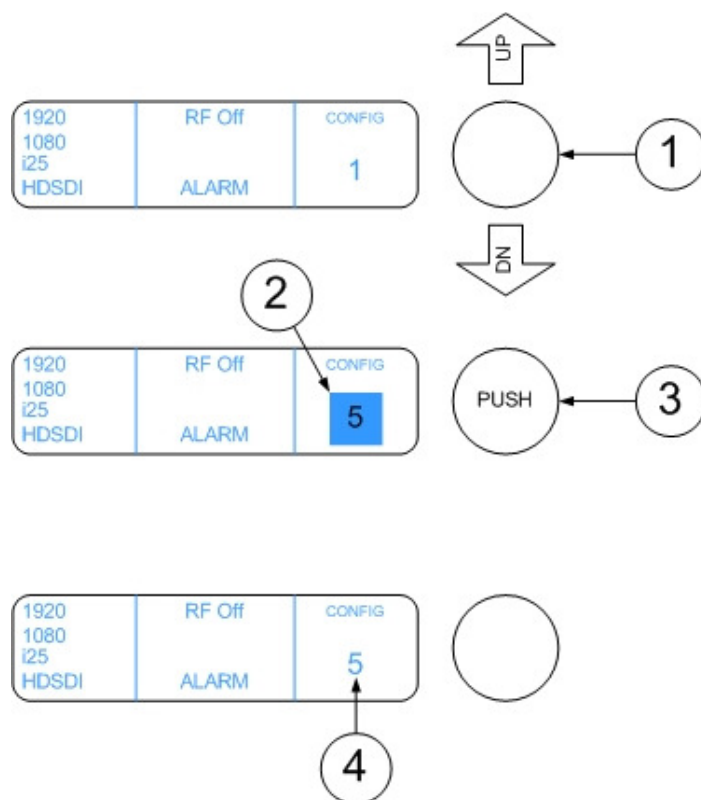 UP
1920
1080
i25
HDSDI
RF Off
ALARM
CONFIG
1
1
DN
2
1920
1080
i25
HDSDI
RF Off
ALARM
CONFIG
5
PUSH
3
1920
1080
i25
HDSDI
RF Off
ALARM
CONFIG
5
4